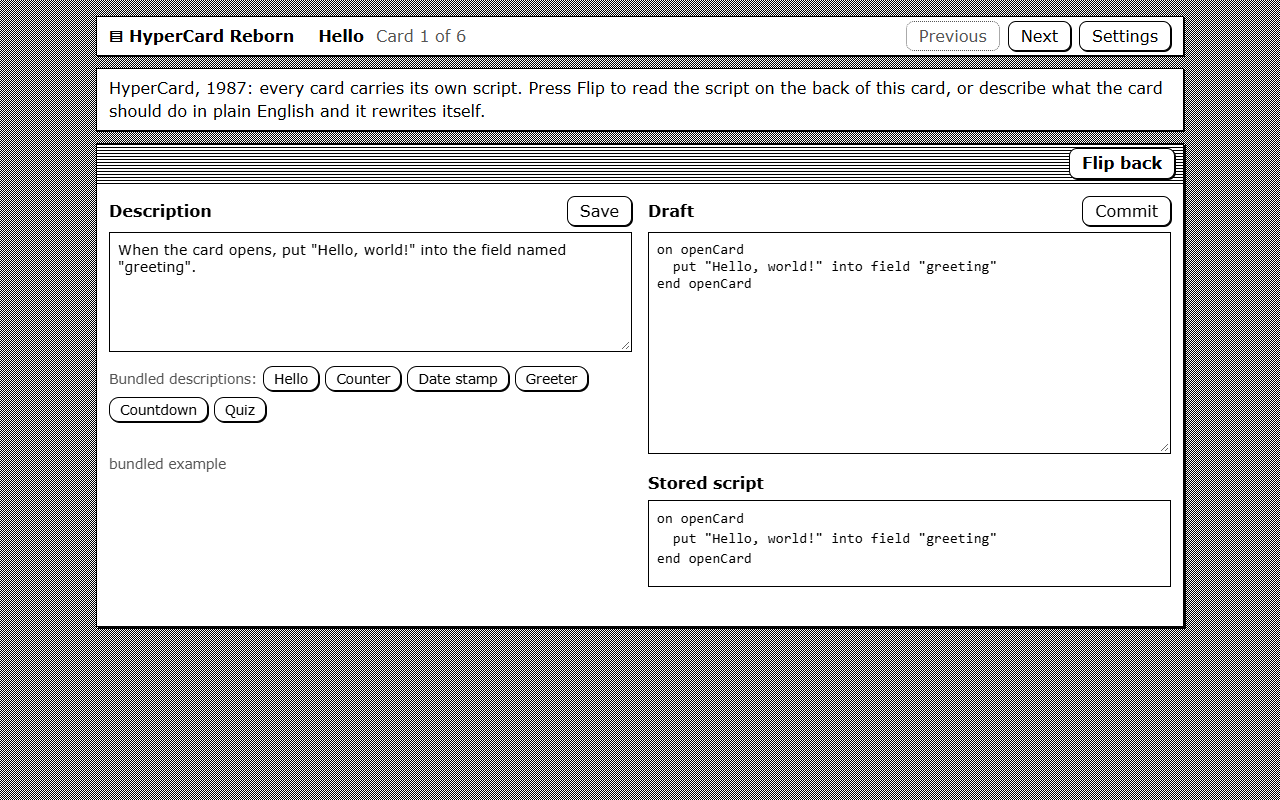 HyperCard Reborn Hello Card 1 of 6 Previous Next Settings
HyperCard, 1987: every card carries its own script. Press Flip to read the script on the back of this card, or describe what the card
should do in plain English and it rewrites itself.
Flip back
Description Save
When the card opens, put "Hello, world!" into the field named
"greeting".
Bundled descriptions: Hello Counter Date stamp Greeter
Countdown Quiz
bundled example
Draft Commit
on openCard
  put "Hello, world!" into field "greeting"
end openCard
Stored script
on openCard
  put "Hello, world!" into field "greeting"
end openCard